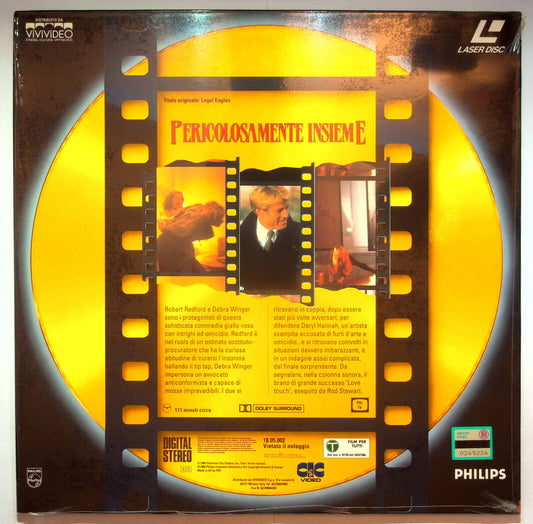 DISTRIBUITO DA
VIVIVIDEO
LASER DISC
Titolo originale: Legal Eagles
PERICOLOSAMENTE INSIEME
Robert Redford e Debra Winger
sono i protagonisti di questa
sofisticata commedia giallo-rosa
con intrighi ed omicidio. Redford è
nel ruolo di un ostinato sostituto-
procuratore che ha la curiosa
abitudine di curarsi l'insonnia
ballando il tip tap, Debra Winger
impersona un avvocato
anticonformista e capace di
mosse imprevedibili. I due si
ritrovano in coppia, dopo essere
stati più volte avversari, per
difendere Daryl Hannah, un'artista
svampita accusata di furti d'arte e
omicidio...e si ritrovano coinvolti in
situazioni davvero imbarazzanti, e
in un indagine assai complicata,
dal finale sorprendente. Da
segnalare, nella colonna sonora, il
brano di grande successo "Love
touch", eseguito da Rod Stewart.
111 minuti circa
DOLBY SURROUND
PAL
TV
DIGITAL
STEREO
18.05.002
Vietato il noleggio
FILM PER
TUTTI
CIC
VIDEO
0249224
PHILIPS
PHILIPS